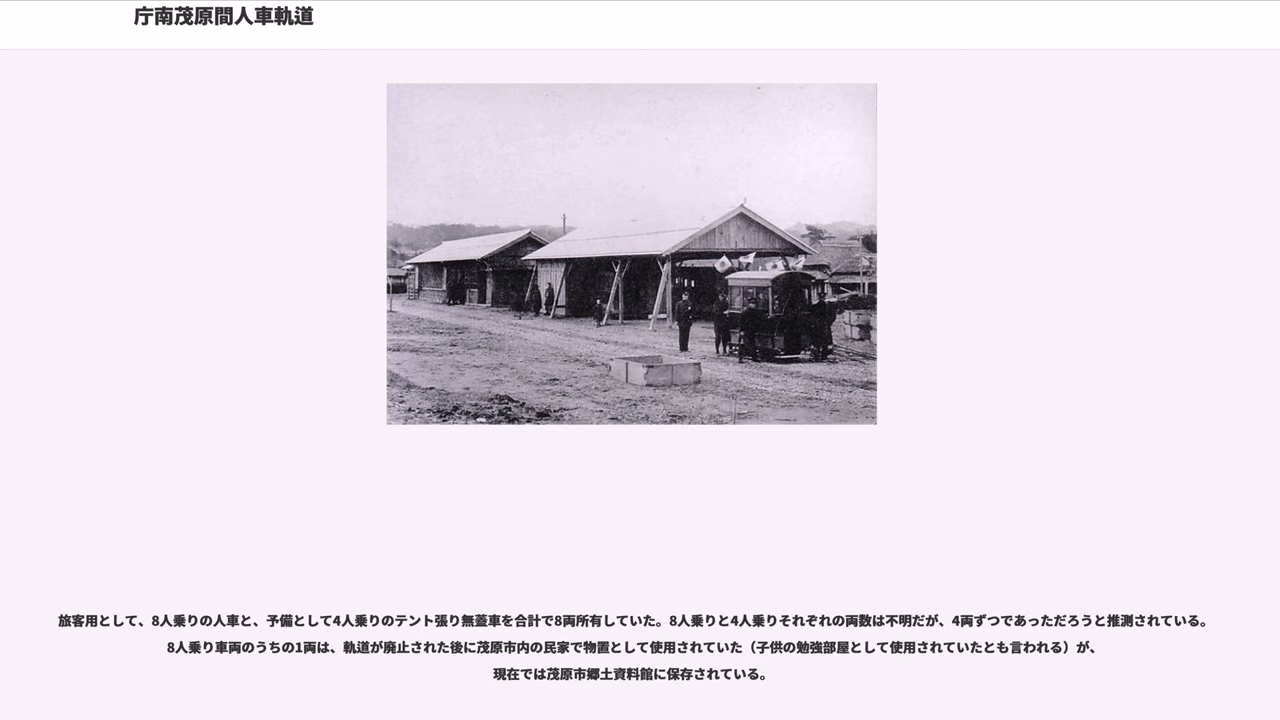 庁南茂原間人車軌道
旅客用として、8人乗りの人車と、予備として4人乗りのテント張り無蓋車を合計で8両所有していた。8人乗りと4人乗りそれぞれの両数は不明だが、4両ずつであっただろうと推測されている。
8人乗り車両のうちの1両は、軌道が廃止された後に茂原市内の民家で物置として使用されていた（子供の勉強部屋として使用されていたとも言われる）が、
現在では茂原市郷土資料館に保存されている。